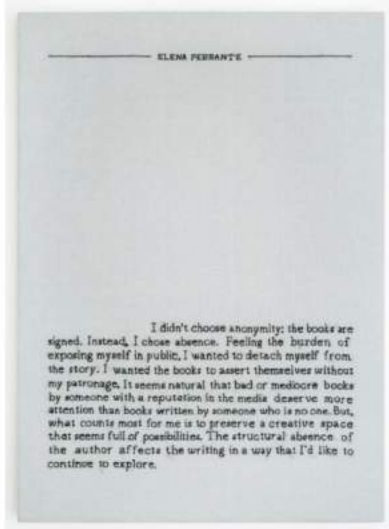 ELENA FERRANTE
I didn't choose anonymity; the books are
signed. Instead, I chose absence. Feeling the burden of
exposing myself in public, I wanted to detach myself from
the story. I wanted the books to assert themselves without
my patronage. It seems natural that bad or mediocre books
by someone with a reputation in the media deserve more
attention than books written by someone who is no one. But,
what counts most for me is to preserve a creative space
that seems full of possibilities. The structural absence of
the author affects the writing in a way that I'd like to
continue to explore.